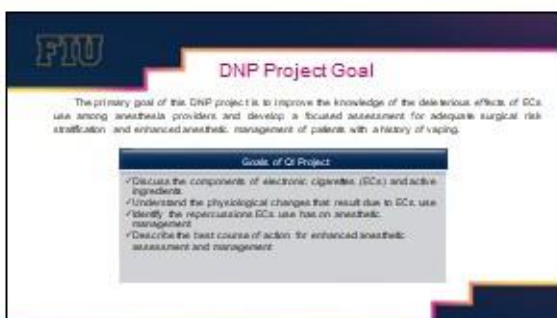 FIU
DNP Project Goal
The primary goal of this DNP project is to improve the knowledge of the deleterious effects of ECs
use among anesthesia providers and develop a focused assessment for adequate surgical risk
stratification and enhanced anesthetic management of patients with a history of vaping.
Goals of QI Project
✓Discuss the components of electronic cigarettes (ECs) and active
ingredients
✓Understand the physiological changes that result due to ECs use
✓Identify the repercussions ECs use has on anesthetic
management
✓Describe the best course of action for enhanced anesthetic
assessment and management